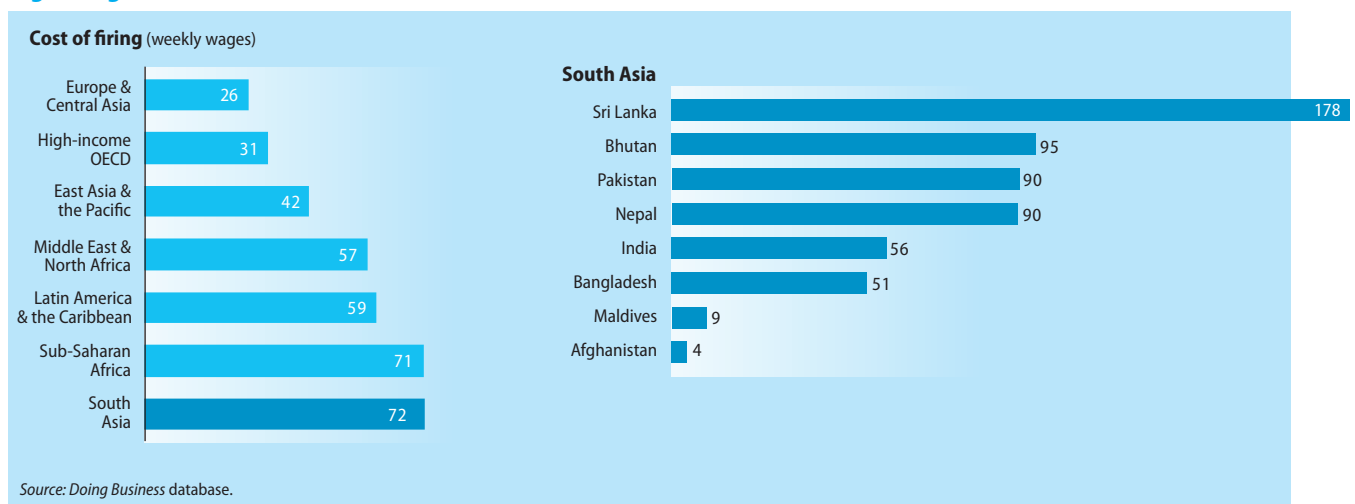 Cost of firing (weekly wages)
Europe &
Central Asia
26
High-income
OECD
31
East Asia &
the Pacific
42
Middle East &
North Africa
57
Latin America
& the Caribbean
59
Sub-Saharan
Africa
71
South
Asia
72
South Asia
Sri Lanka
178
Bhutan
95
Pakistan
90
Nepal
90
India
56
Bangladesh
51
Maldives
9
Afghanistan
4
Source: Doing Business database.